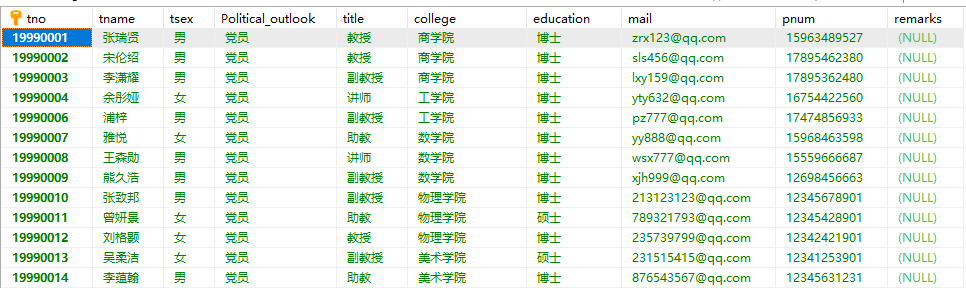 tno tname tsex Political_outlook title college education mail pnum remarks
19990001 张瑞贤 男 党员 教授 商学院 博士 zrx123@qq.com 15963489527 (NULL)
19990002 宋伦绍 男 党员 教授 商学院 博士 sls456@qq.com 17895462380 (NULL)
19990003 李潇耀 男 党员 副教授 商学院 博士 lxy159@qq.com 17895362480 (NULL)
19990004 余彤娅 女 党员 讲师 工学院 博士 yty632@qq.com 16754422560 (NULL)
19990006 浦梓 男 党员 副教授 工学院 博士 pz777@qq.com 17474856933 (NULL)
19990007 雅悦 女 党员 助教 数学院 博士 yy888@qq.com 15968463598 (NULL)
19990008 王森勋 男 党员 讲师 数学院 博士 wsx777@qq.com 15559666687 (NULL)
19990009 熊久浩 男 党员 副教授 数学院 博士 xjh999@qq.com 12698456663 (NULL)
19990010 张致邦 男 党员 副教授 物理学院 博士 213123123@qq.com 12345678901 (NULL)
19990011 曾妍景 女 党员 助教 物理学院 硕士 789321793@qq.com 12345428901 (NULL)
19990012 刘格颢 女 党员 教授 物理学院 博士 235739799@qq.com 12342421901 (NULL)
19990013 吴柔洁 女 党员 副教授 美术学院 硕士 231515415@qq.com 12341253901 (NULL)
19990014 李蕴翰 男 党员 助教 美术学院 博士 876543567@qq.com 12345631231 (NULL)